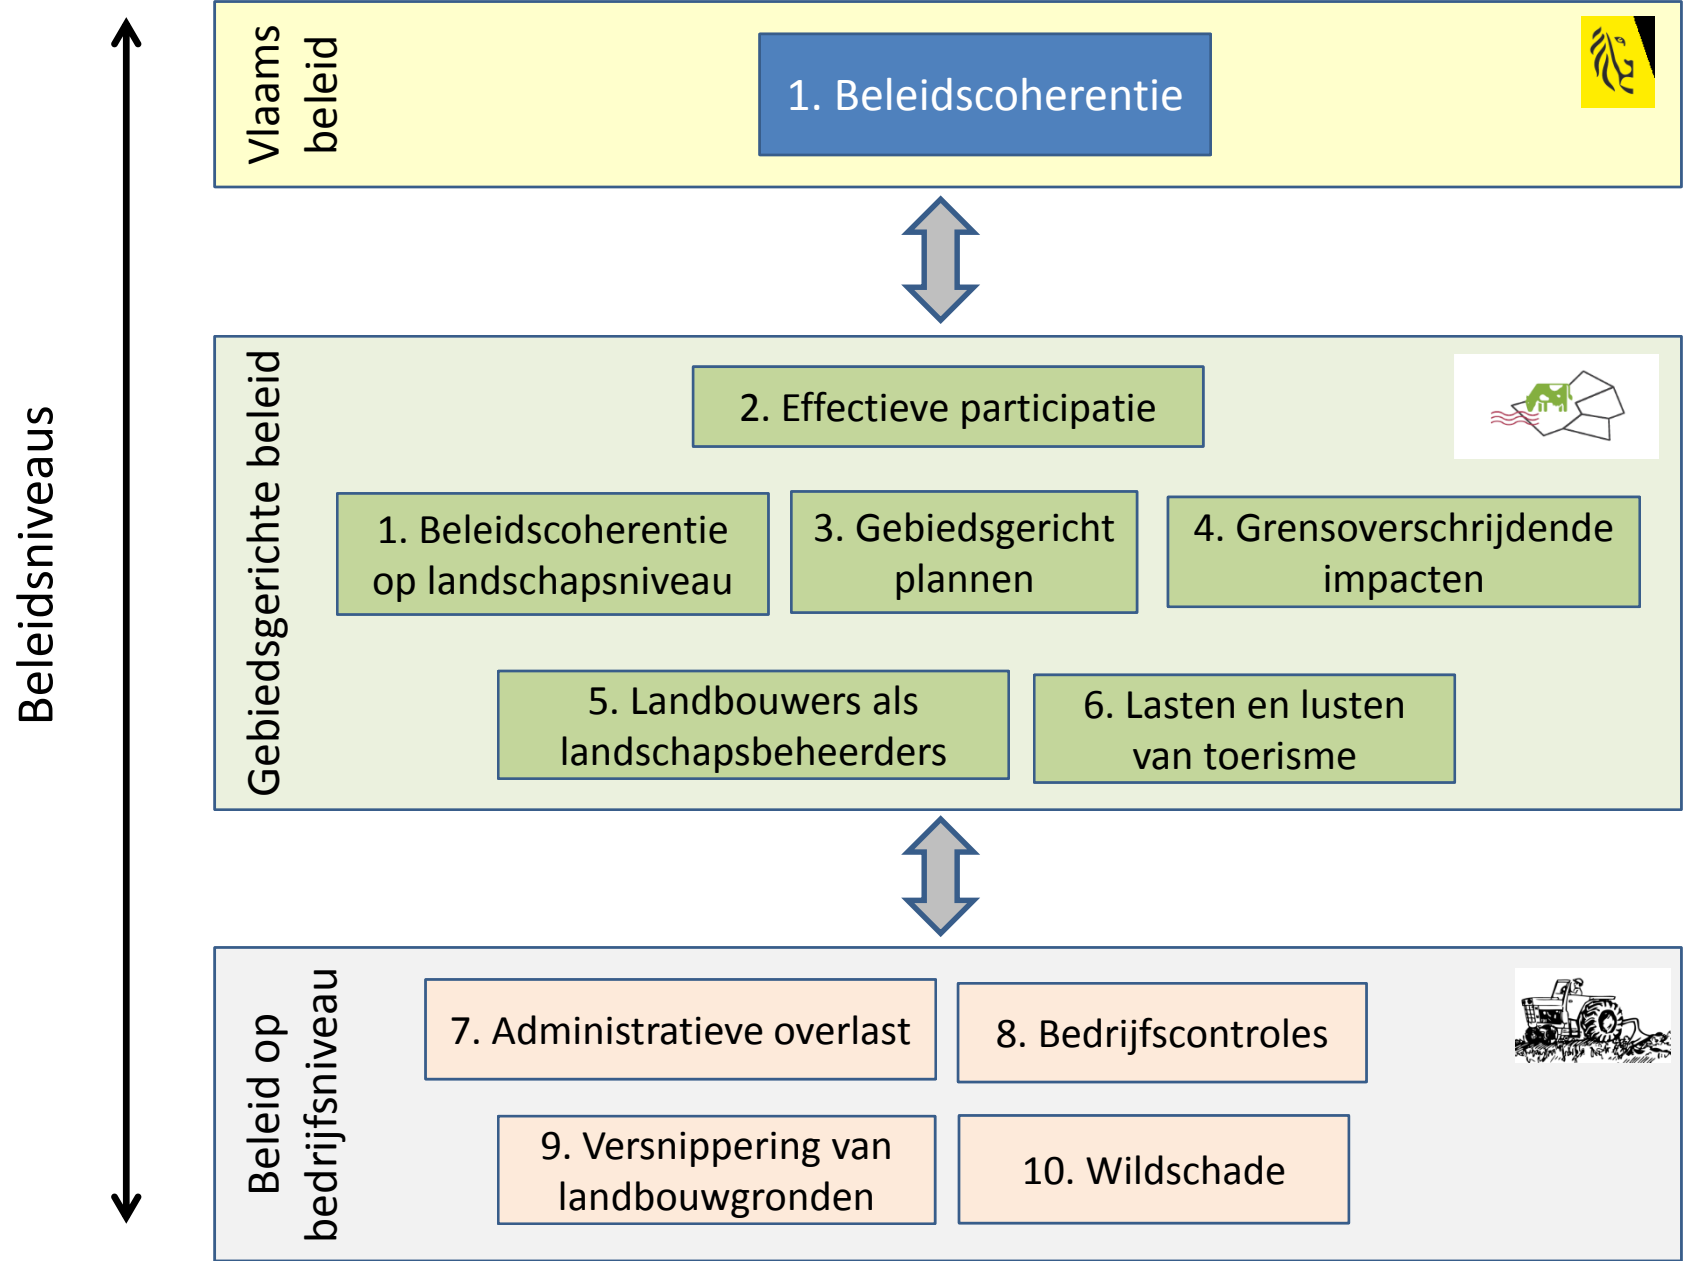 Beleidsniveaus
Vlaams
beleid
1. Beleidscoherentie
Gebiedsgerichte beleid
2. Effectieve participatie
1. Beleidscoherentie
op landschapsniveau
3. Gebiedsgericht
plannen
4. Grensoverschrijdende
impacten
5. Landbouwers als
landschapsbeheerders
6. Lasten en lusten
van toerisme
Beleid op
bedrijfsniveau
7. Administratieve overlast
8. Bedrijfscontroles
9. Versnippering van
landbouwgronden
10. Wildschade